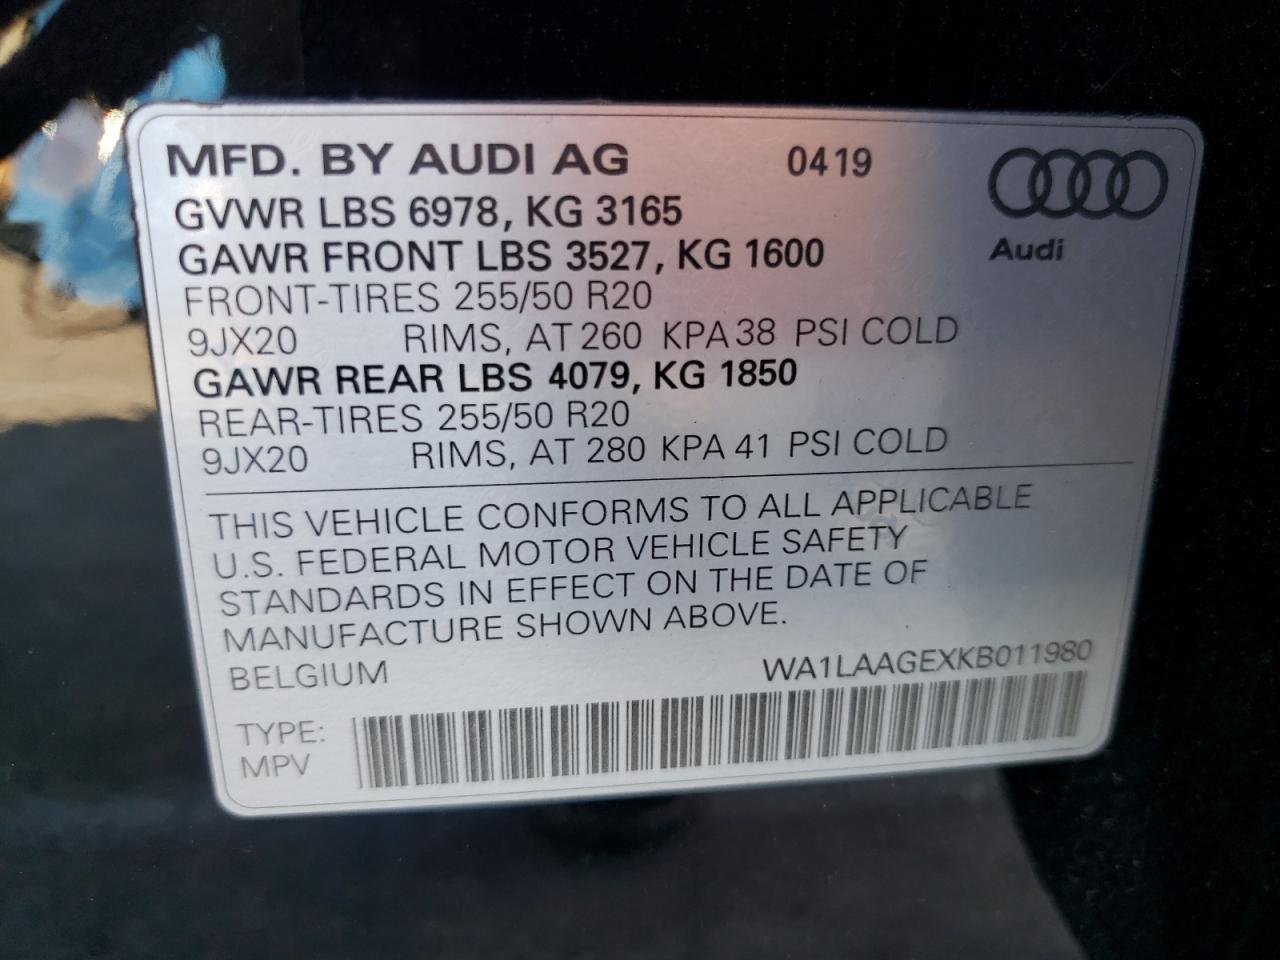 MFD. BY AUDI AG 0419
GVWR LBS 6978, KG 3165
GAWR FRONT LBS 3527, KG 1600
Audi
FRONT-TIRES 255/50 R20
9JX20 RIMS, AT 260 KPA 38 PSI COLD
GAWR REAR LBS 4079, KG 1850
REAR-TIRES 255/50 R20
9JX20 RIMS, AT 280 KPA 41 PSI COLD
THIS VEHICLE CONFORMS TO ALL APPLICABLE
U.S. FEDERAL MOTOR VEHICLE SAFETY
STANDARDS IN EFFECT ON THE DATE OF
MANUFACTURE SHOWN ABOVE.
BELGIUM WA1LAAGEXKB011980
TYPE:
MPV